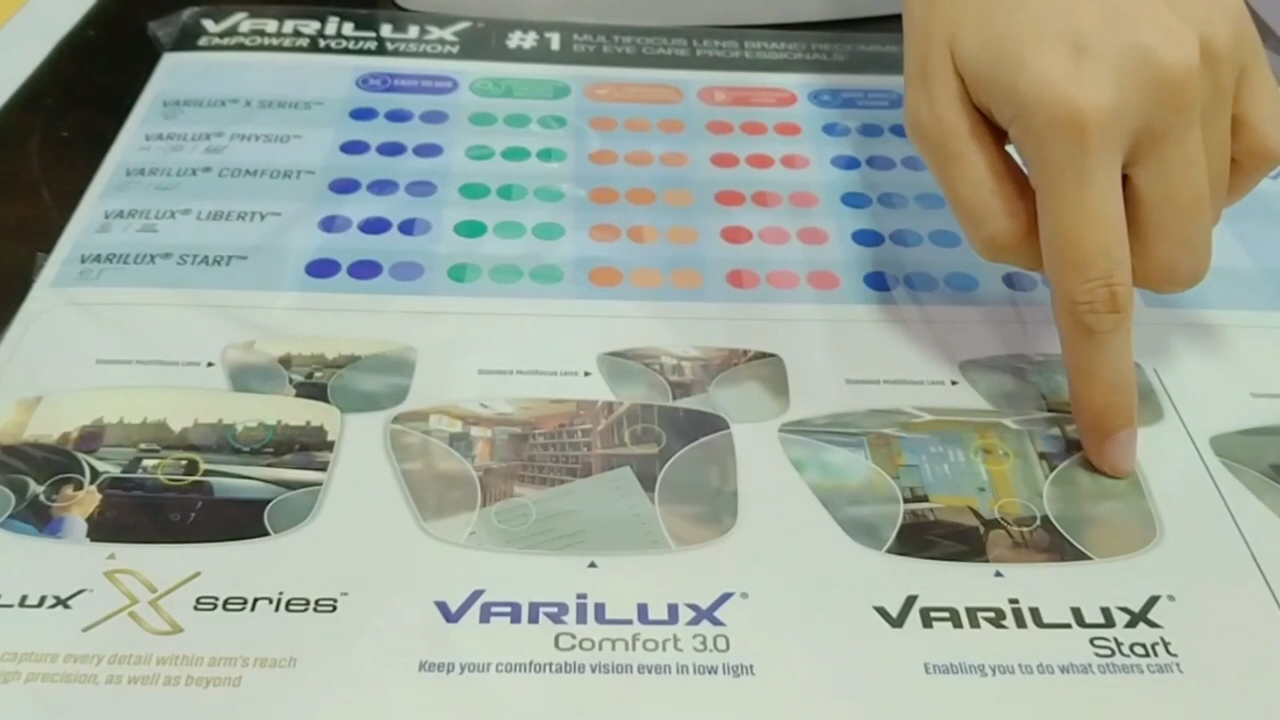 VARILUX®
EMPOWER YOUR VISION
#1 MULTIFOCUS LENS BRAND
BY EYE CARE PROFESSIONALS
VARILUX® X SERIES™
VARILUX® PHYSIO™
VARILUX® COMFORT™
VARILUX® LIBERTY™
VARILUX® START™
Standard Multifocus Lens
Standard Multifocus Lens
Standard Multifocus Lens
LUX X series™
capture every detail within arm's reach
high precision, as well as beyond
VARILUX®
Comfort 3.0
Keep your comfortable vision even in low light
VARILUX®
Start
Enabling you to do what others can't